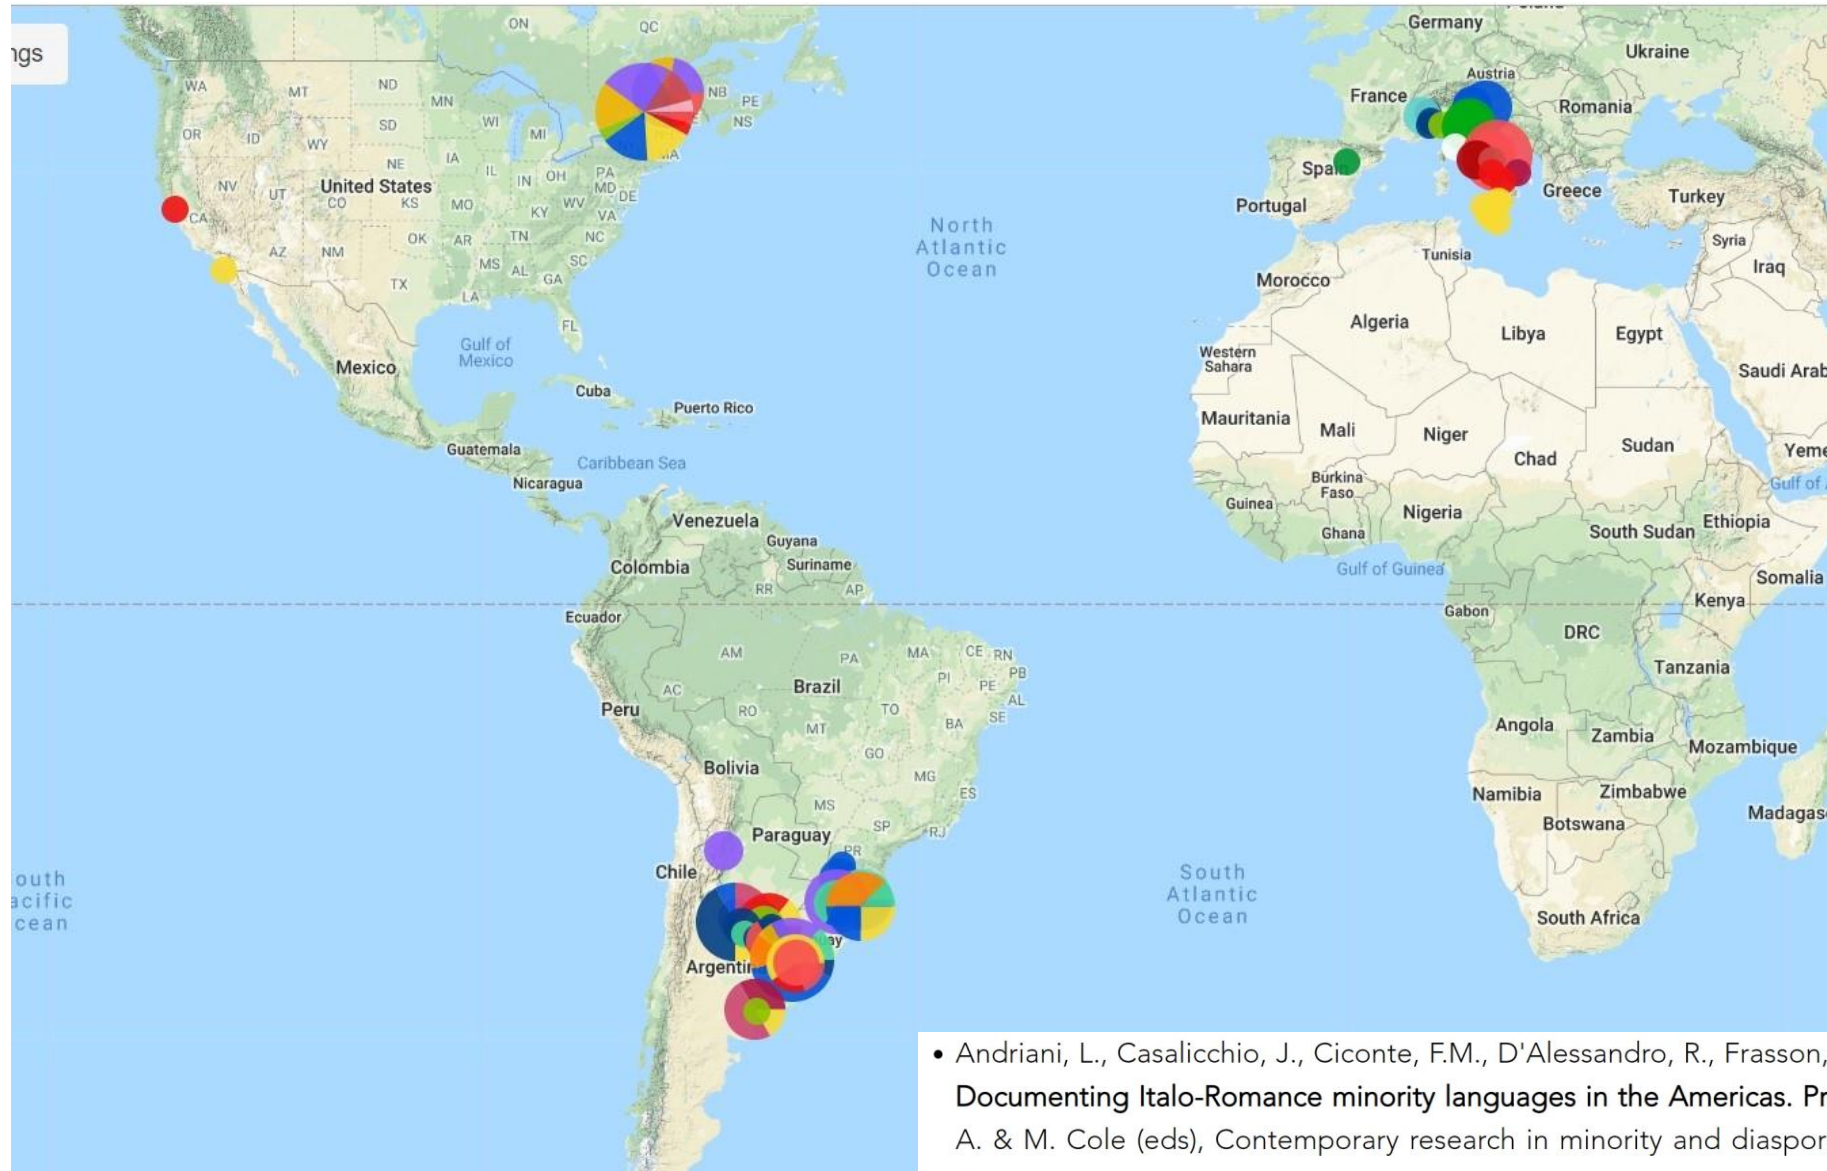 ngs
ON
QC
WA
MT
ND
MN
NB
PE
NS
OR
ID
WY
SD
WI
MI
NE
IA
IL
IN
OH
PA
MD
DE
NV
UT
United States
CO
KS
MO
KY
WV
VA
CA
OK
AR
TN
NC
AZ
NM
MS
AL
SC
GA
TX
LA
FL
Gulf of
Mexico
Mexico
Cuba
Puerto Rico
Guatemala
Caribbean Sea
Nicaragua
North
Atlantic
Ocean
Germany
Ukraine
Austria
France
Romania
Spain
Portugal
Greece
Turkey
Tunisia
Syria
Iraq
Morocco
Algeria
Libya
Egypt
Western
Sahara
Saudi Arab
Mauritania
Mali
Niger
Chad
Sudan
Yeme
Burkina
Faso
Guinea
Nigeria
Ghana
Gulf of
South Sudan
Ethiopia
Gulf of Guinea
Somalia
Gabon
Kenya
DRC
Tanzania
Angola
Zambia
Mozambique
Namibia
Zimbabwe
Botswana
Madagas
South Africa
Venezuela
Guyana
Colombia
Suriname
RR
AP
Ecuador
AM
PA
MA
CE
RN
PB
PI
PE
AL
SE
AC
Brazil
RO
TO
BA
Peru
MT
GO
Bolivia
MG
ES
MS
Paraguay
SP
RJ
PR
Chile
uay
Argentin
outh
acific
cean
South
Atlantic
Ocean
• Andriani, L., Casalicchio, J., Ciconte, F.M., D'Alessandro, R., Frasson,
Documenting Italo-Romance minority languages in the Americas. Pr
A. & M. Cole (eds), Contemporary research in minority and diaspor